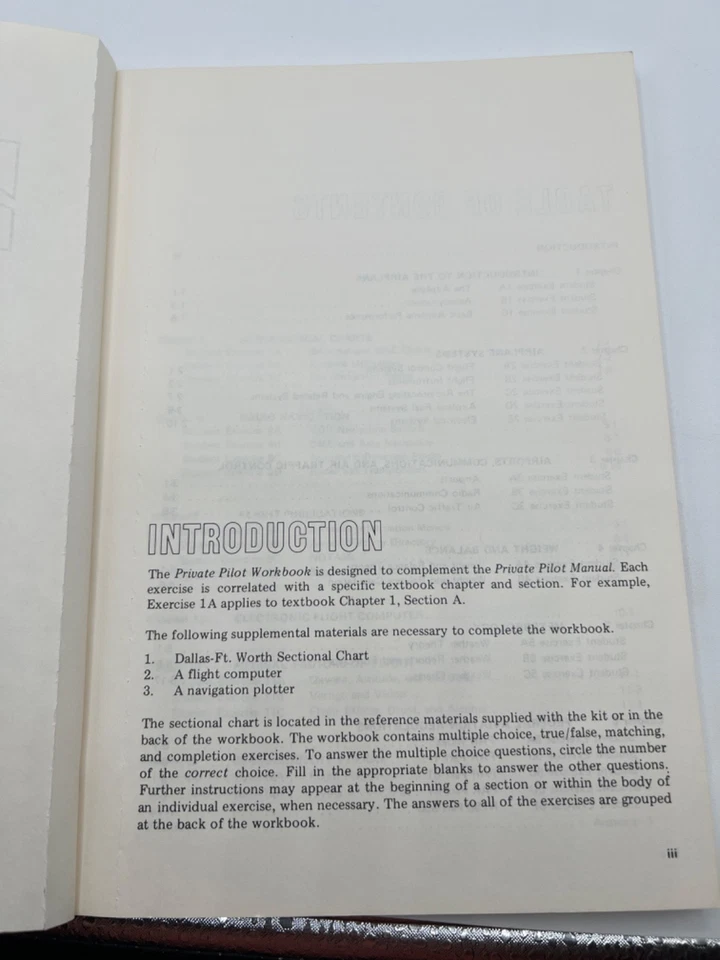 INTRODUCTION
The Private Pilot Workbook is designed to complement the Private Pilot Manual. Each
exercise is correlated with a specific textbook chapter and section. For example,
Exercise 1A applies to textbook Chapter 1, Section A.
The following supplemental materials are necessary to complete the workbook.
1. Dallas-Ft. Worth Sectional Chart
2. A flight computer
3. A navigation plotter
The sectional chart is located in the reference materials supplied with the kit or in the
back of the workbook. The workbook contains multiple choice, true/false, matching,
and completion exercises. To answer the multiple choice questions, circle the number
of the correct choice. Fill in the appropriate blanks to answer the other questions.
Further instructions may appear at the beginning of a section or within the body of
an individual exercise, when necessary. The answers to all of the exercises are grouped
at the back of the workbook.
iii